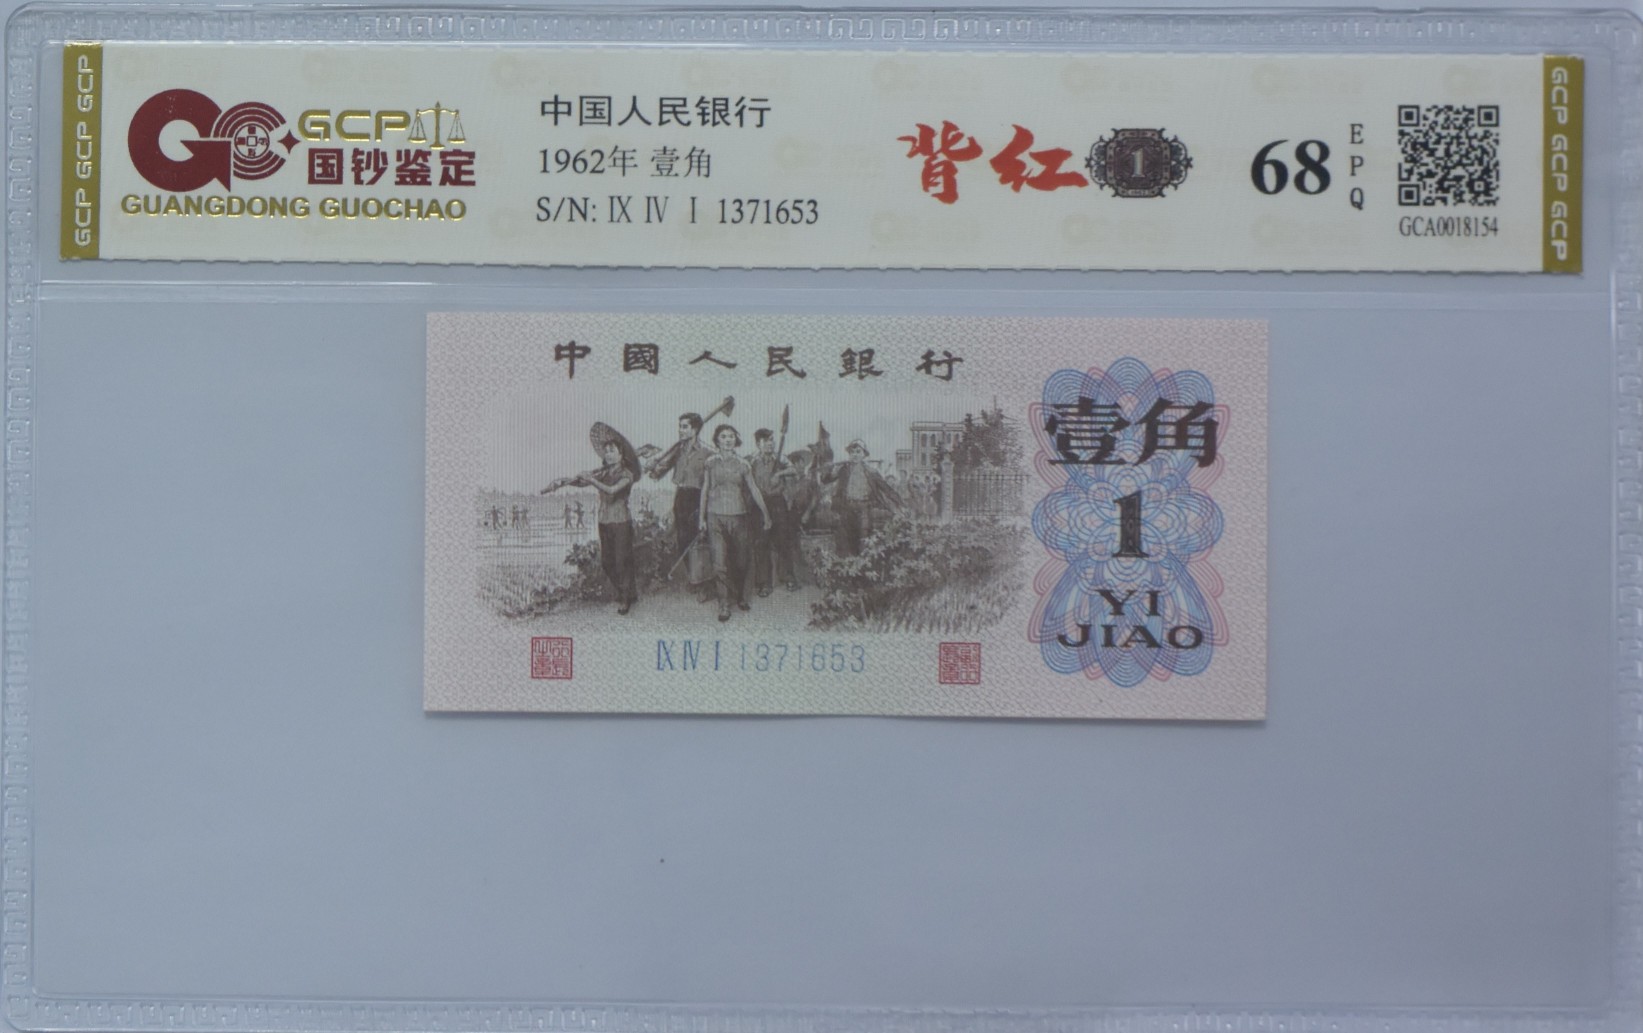 GCP GCP GCP
GCP
国钞鉴定
GUANGDONG GUOCHAO
中国人民银行
1962年 壹角
S/N: Ⅸ Ⅳ Ⅰ 1371653
背红
1
68
EPQ
GCA0018154
GCP GCP GCP
中國人民銀行
壹角
1
YI
JIAO
Ⅸ Ⅳ Ⅰ 1371653